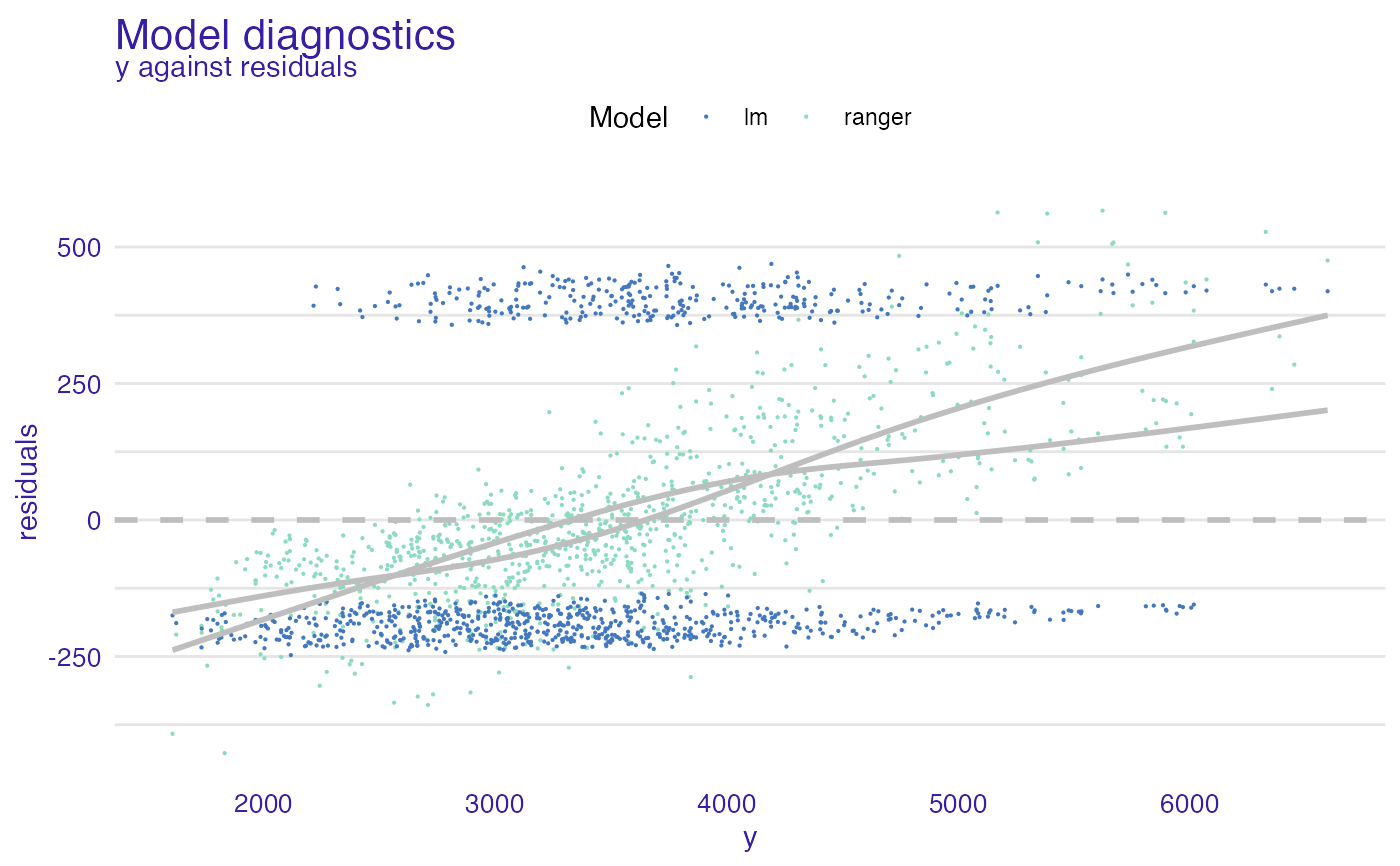 Model diagnostics
y against residuals
Model lm ranger
500
250
0
-250
residuals
2000 3000 4000 5000 6000
y